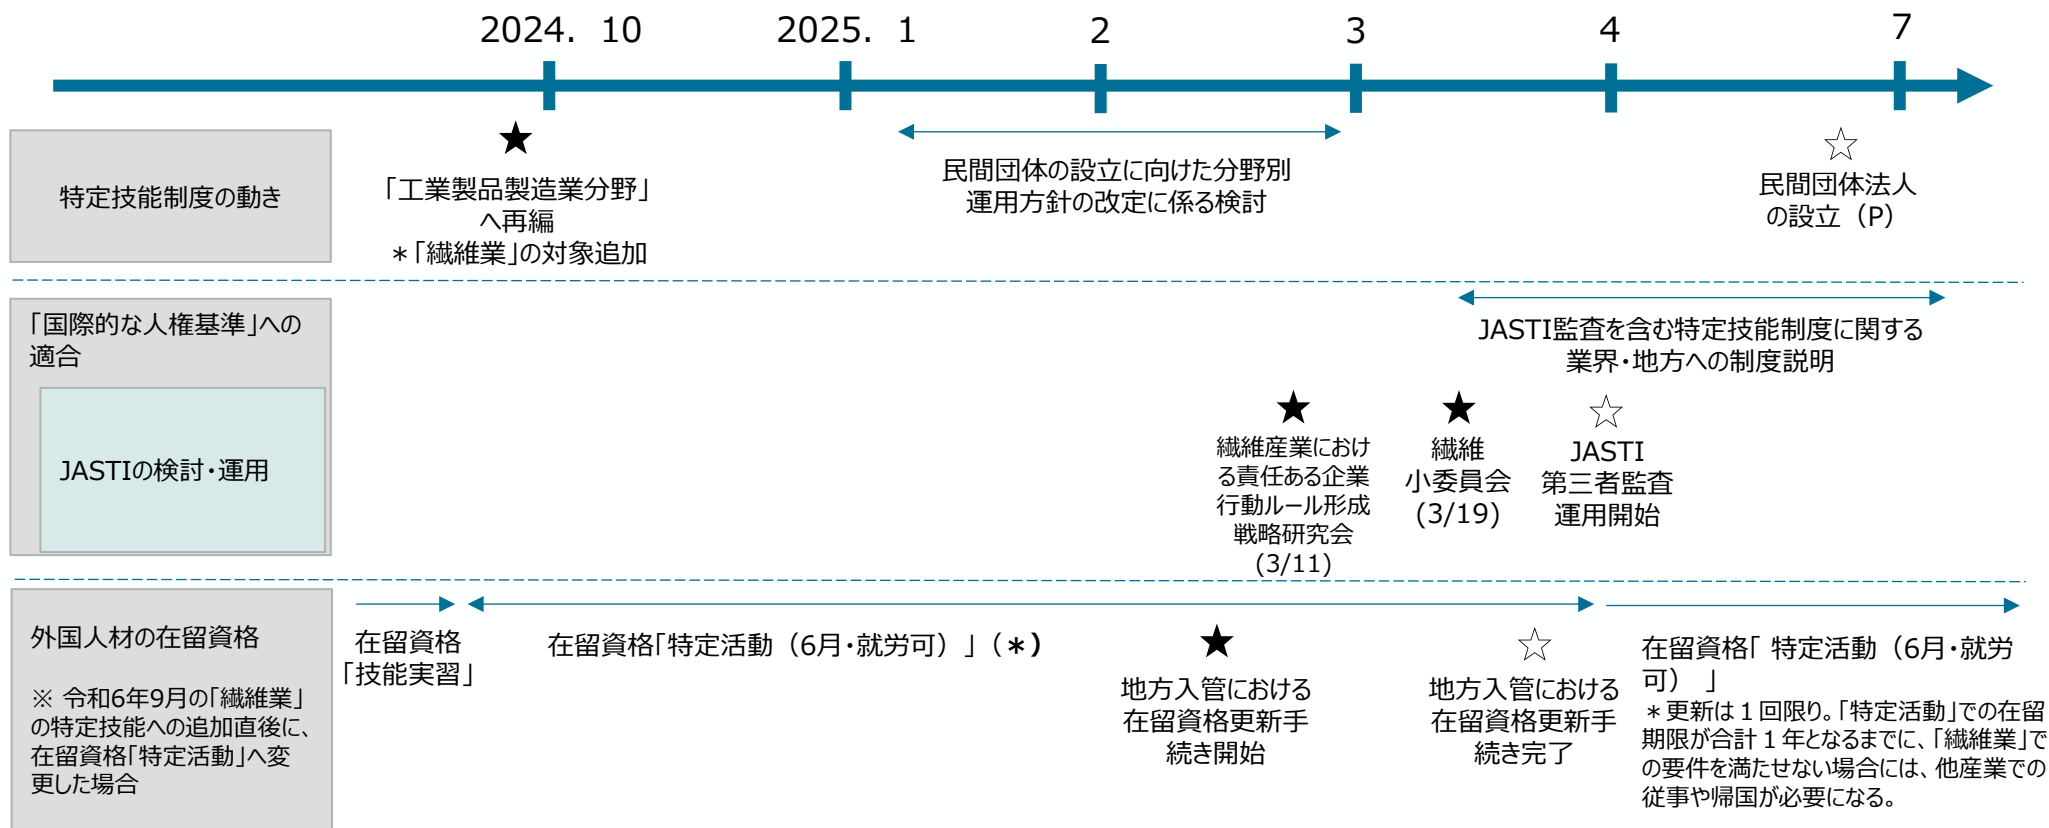 2024. 10
2025. 1
2
3
4
7
特定技能制度の動き
★
「工業製品製造業分野」
へ再編
＊「繊維業」の対象追加
民間団体の設立に向けた分野別
運用方針の改定に係る検討
☆
民間団体法人
の設立（P）
「国際的な人権基準」への
適合
JASTIの検討・運用
JASTI監査を含む特定技能制度に関する
業界・地方への制度説明
★
繊維産業におけ
る責任ある企業
行動ルール形成
戦略研究会
(3/11)
★
繊維
小委員会
(3/19)
☆
JASTI
第三者監査
運用開始
外国人材の在留資格
※ 令和6年9月の「繊維業」
の特定技能への追加直後に、
在留資格「特定活動」へ変
更した場合
在留資格
「技能実習」
在留資格「特定活動（6月・就労可）」（＊）
★
地方入管における
在留資格更新手
続き開始
☆
地方入管における
在留資格更新手
続き完了
在留資格「 特定活動（6月・就労
可） 」
＊更新は１回限り。「特定活動」での在留
期限が合計１年となるまでに、「繊維業」で
の要件を満たせない場合には、他産業での
従事や帰国が必要になる。